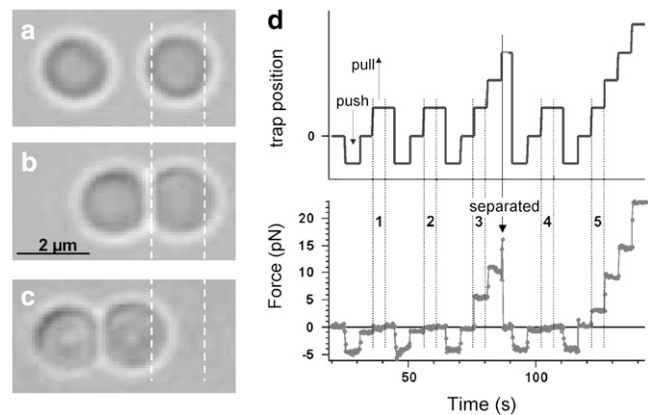 a
b
2 µm
c
d
trap position
pull
push
0
separated
1 2 3 4 5
Force (pN)
20
15
10
5
0
-5
50 100
Time (s)